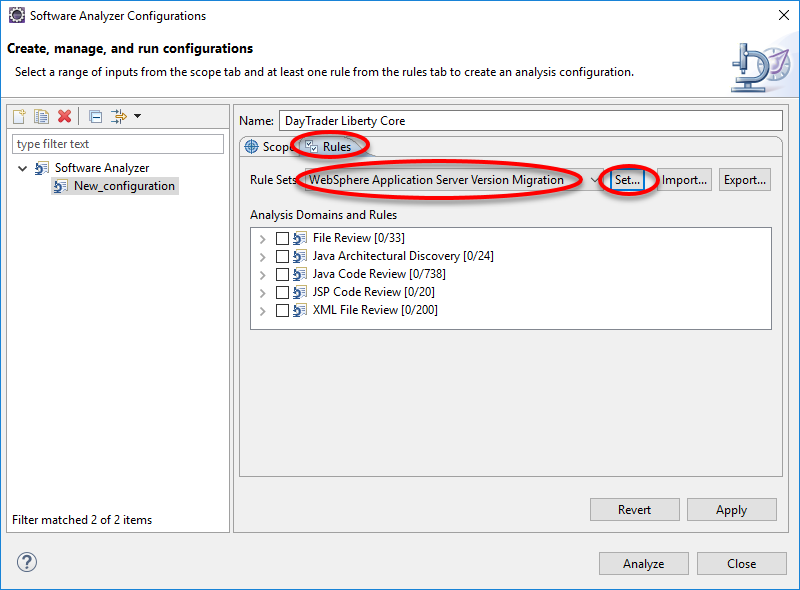 Software Analyzer Configurations
Create, manage, and run configurations
Select a range of inputs from the scope tab and at least one rule from the rules tab to create an analysis configuration.
type filter text
Software Analyzer
New_configuration
Filter matched 2 of 2 items
Name: DayTrader Liberty Core
Scope Rules
Rule Sets WebSphere Application Server Version Migration Set... Import... Export...
Analysis Domains and Rules
File Review [0/33]
Java Architectural Discovery [0/24]
Java Code Review [0/738]
JSP Code Review [0/20]
XML File Review [0/200]
Revert Apply
? Analyze Close